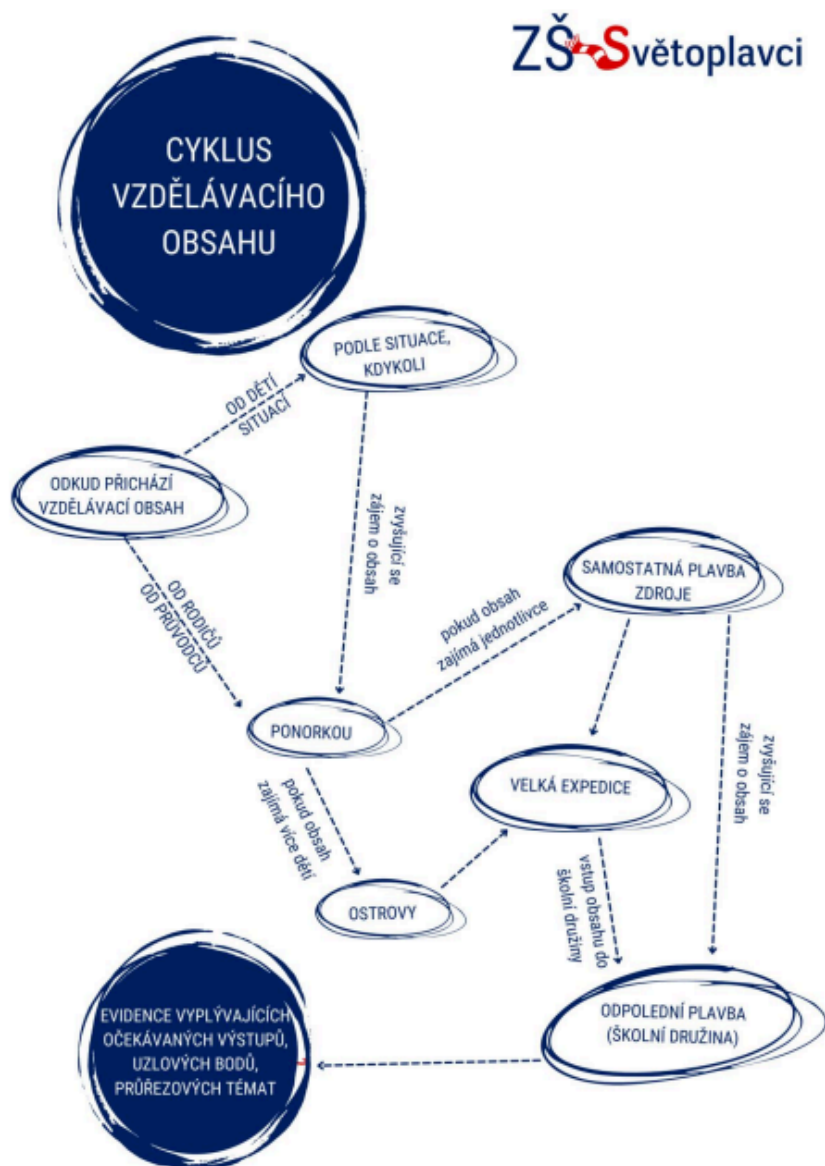 ZŠ Světoplavci
CYKLUS
VZDĚLÁVACÍHO
OBSAHU
PODLE SITUACE,
KDYKOLI
OD DĚTÍ
SITUACÍ
ODKUD PŘICHÁZÍ
VZDĚLÁVACÍ OBSAH
OD RODIČŮ
OD PRŮVODCŮ
zvyšující se
zájem o obsah
SAMOSTATNÁ PLAVBA
ZDROJE
pokud obsah
zajímá jednotlivce
PONORKOU
zvyšující se
zájem o obsah
VELKÁ EXPEDICE
pokud obsah
zajímá více dětí
OSTROVY
vstup obsahu do
školní družiny
ODPOLEDNÍ PLAVBA
(ŠKOLNÍ DRUŽINA)
EVIDENCE VYPLÝVAJÍCÍCH
OČEKÁVANÝCH VÝSTUPŮ,
UZLOVÝCH BODŮ,
PRŮŘEZOVÝCH TÉMAT